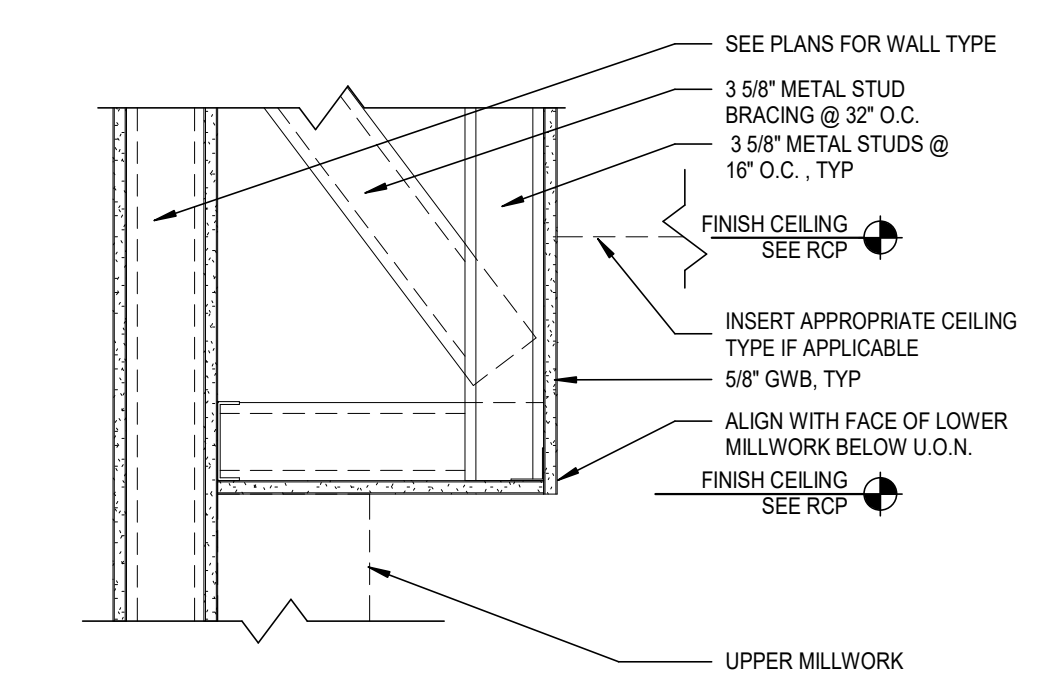 SEE PLANS FOR WALL TYPE
3 5/8" METAL STUD
BRACING @ 32" O.C.
3 5/8" METAL STUDS @
16" O.C. , TYP
FINISH CEILING
SEE RCP
INSERT APPROPRIATE CEILING
TYPE IF APPLICABLE
5/8" GWB, TYP
ALIGN WITH FACE OF LOWER
MILLWORK BELOW U.O.N.
FINISH CEILING
SEE RCP
UPPER MILLWORK